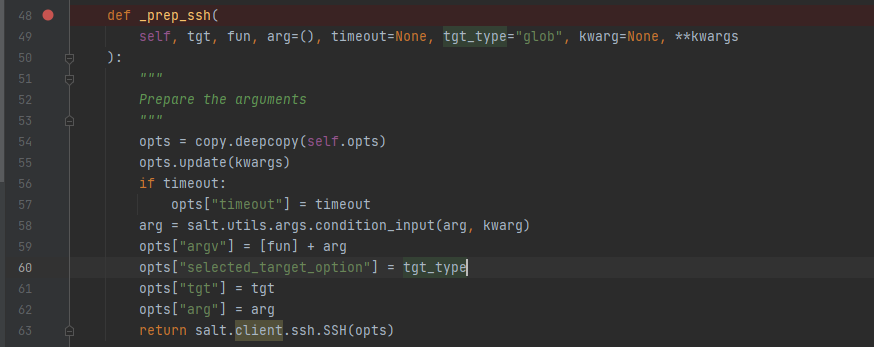 48 def _prep_ssh(
49 self, tgt, fun, arg=(), timeout=None, tgt_type="glob", kwarg=None, **kwargs
50 ):
51 """
52 Prepare the arguments
53 """
54 opts = copy.deepcopy(self.opts)
55 opts.update(kwargs)
56 if timeout:
57 opts["timeout"] = timeout
58 arg = salt.utils.args.condition_input(arg, kwarg)
59 opts["argv"] = [fun] + arg
60 opts["selected_target_option"] = tgt_type
61 opts["tgt"] = tgt
62 opts["arg"] = arg
63 return salt.client.ssh.SSH(opts)